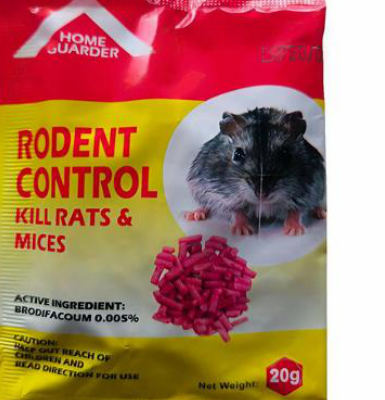 HOME
GUARDER
RODENT
CONTROL
KILL RATS &
MICES
ACTIVE INGREDIENT:
BRODIFACOUM 0.005%
CAUTION:
KEEP OUT REACH OF
CHILDREN AND
READ DIRECTION FOR USE
Net Weight: 20g